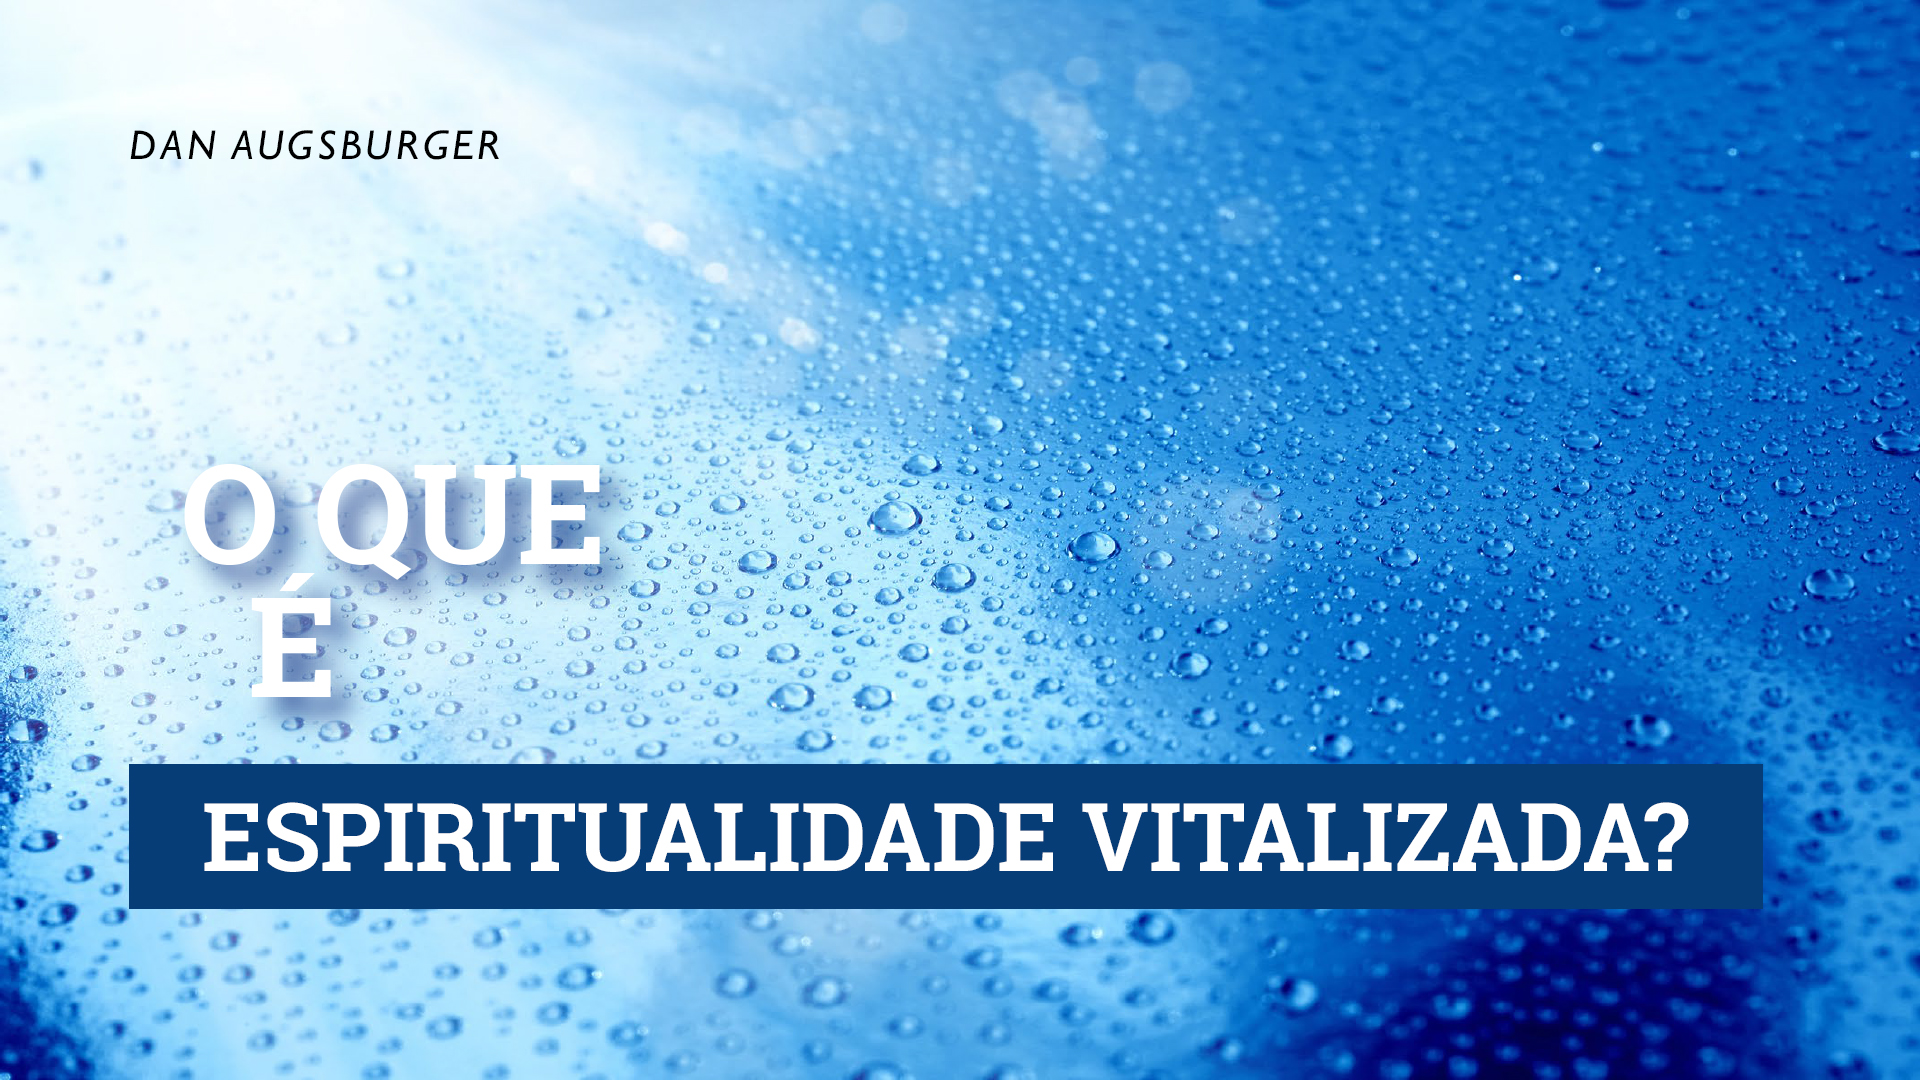 DAN AUGSBURGER
O QUE
É
ESPIRITUALIDADE VITALIZADA?